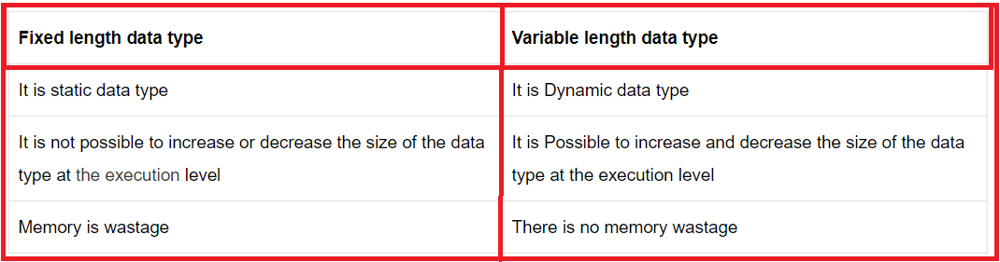 Fixed length data type
Variable length data type
It is static data type
It is Dynamic data type
It is not possible to increase or decrease the size of the data
type at the execution level
It is Possible to increase and decrease the size of the data
type at the execution level
Memory is wastage
There is no memory wastage